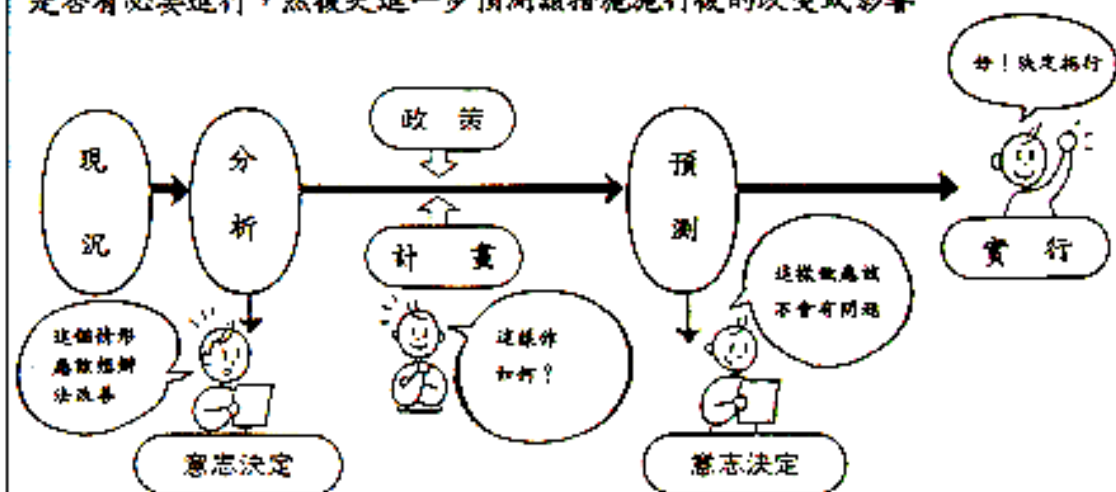 是否有必要進行，然後更進一步預測該措施施行後的改變或影響
好！決定施行
政 策
現
況
分
析
預
測
計 畫
實 行
這樣做應該
不會有問題
這個情形
應該想辦
法改善
這樣作
如何？
意志決定
意志決定